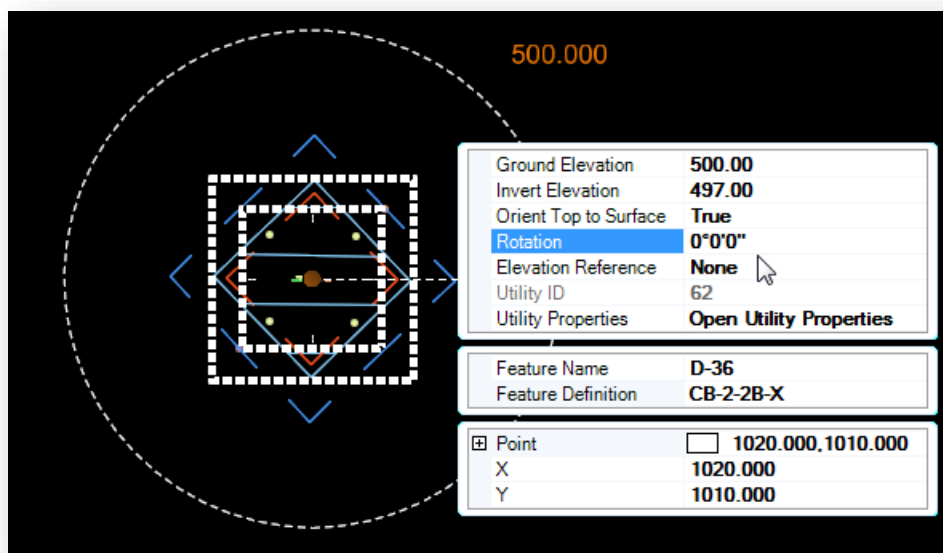 500.000
Ground Elevation 500.00
Invert Elevation 497.00
Orient Top to Surface True
Rotation 0°0'0"
Elevation Reference None
Utility ID 62
Utility Properties Open Utility Properties
Feature Name D-36
Feature Definition CB-2-2B-X
Point 1020.000,1010.000
X 1020.000
Y 1010.000